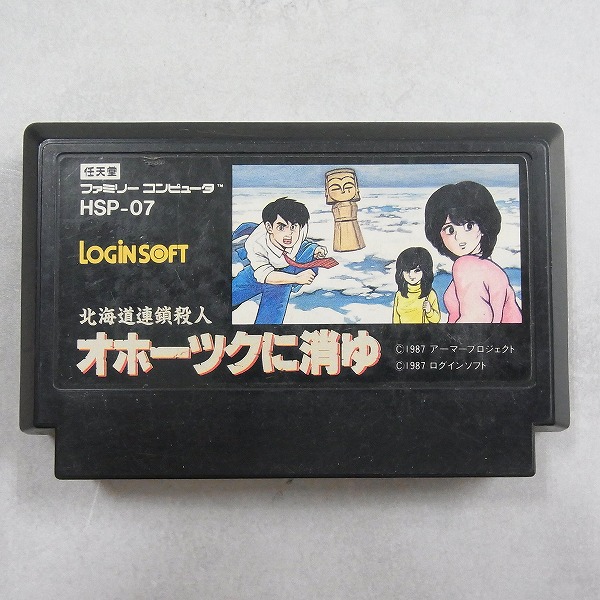 任天堂
ファミリー コンピュータ™
HSP-07
LOGiNSOFT
北海道連鎖殺人
オホーツクに消ゆ
©1987 アーマープロジェクト
©1987 ログインソフト